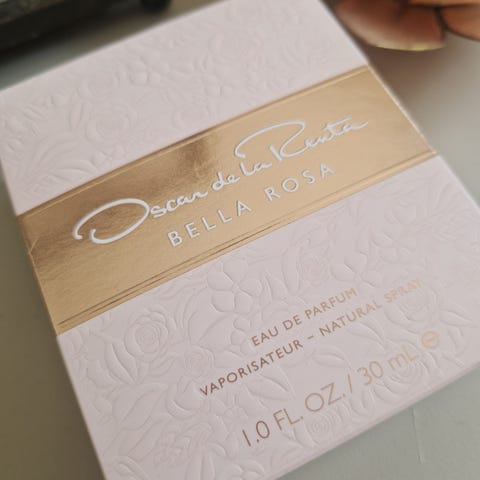 Oscar de la Renta
BELLA ROSA
EAU DE PARFUM
VAPORISATEUR – NATURAL SPRAY
1.0 FL. OZ. / 30 mL ℮